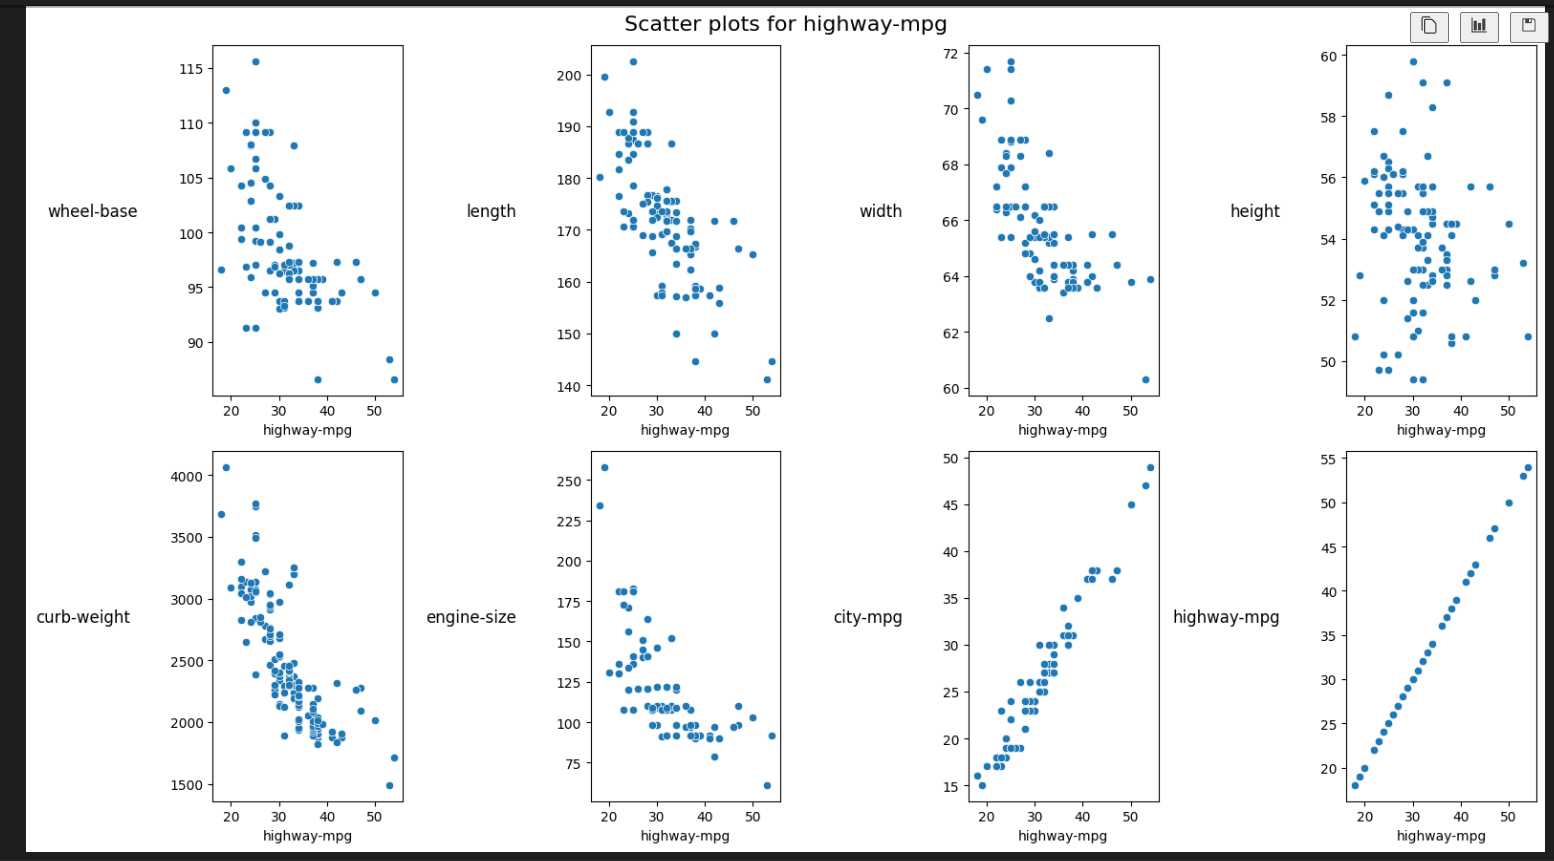 Scatter plots for highway-mpg
wheel-base
115
110
105
100
95
90
20 30 40 50
highway-mpg
length
200
190
180
170
160
150
140
20 30 40 50
highway-mpg
width
72
70
68
66
64
62
60
20 30 40 50
highway-mpg
height
60
58
56
54
52
50
20 30 40 50
highway-mpg
curb-weight
4000
3500
3000
2500
2000
1500
20 30 40 50
highway-mpg
engine-size
250
225
200
175
150
125
100
75
20 30 40 50
highway-mpg
city-mpg
50
45
40
35
30
25
20
15
20 30 40 50
highway-mpg
highway-mpg
55
50
45
40
35
30
25
20
20 30 40 50
highway-mpg